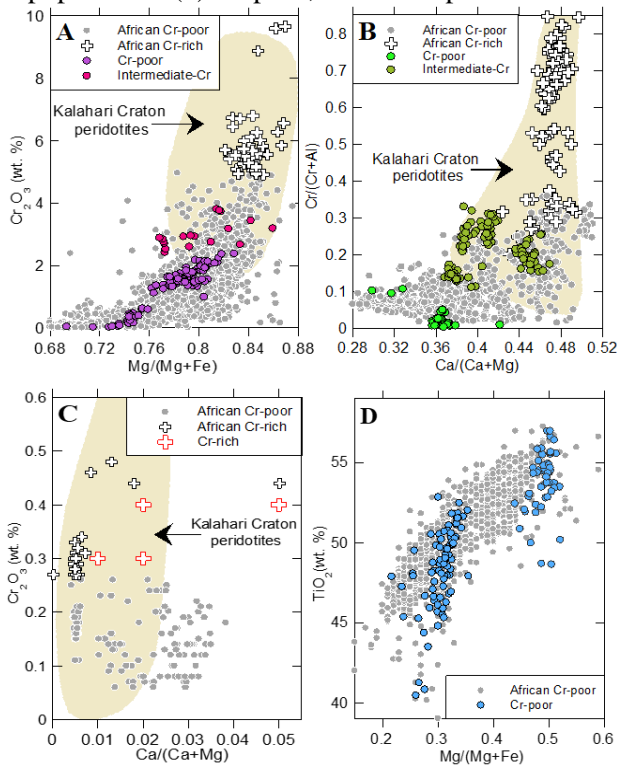 A
African Cr-poor
African Cr-rich
Cr-poor
Intermediate-Cr
Kalahari Craton
peridotites
Cr2O3 (wt. %)
10
8
6
4
2
0
0.68 0.72 0.76 0.80 0.84 0.88
Mg/(Mg+Fe)
B
African Cr-poor
African Cr-rich
Cr-poor
Intermediate-Cr
Kalahari Craton
peridotites
Cr/(Cr+Al)
0.8
0.7
0.6
0.5
0.4
0.3
0.2
0.1
0
0.28 0.32 0.36 0.40 0.44 0.48 0.52
Ca/(Ca+Mg)
C
African Cr-poor
African Cr-rich
Cr-rich
Kalahari Craton
peridotites
Cr2O3 (wt. %)
0.6
0.5
0.4
0.3
0.2
0.1
0
0 0.01 0.02 0.03 0.04 0.05
Ca/(Ca+Mg)
D
TiO2(wt. %)
55
50
45
40
African Cr-poor
Cr-poor
0.2 0.3 0.4 0.5 0.6
Mg/(Mg+Fe)